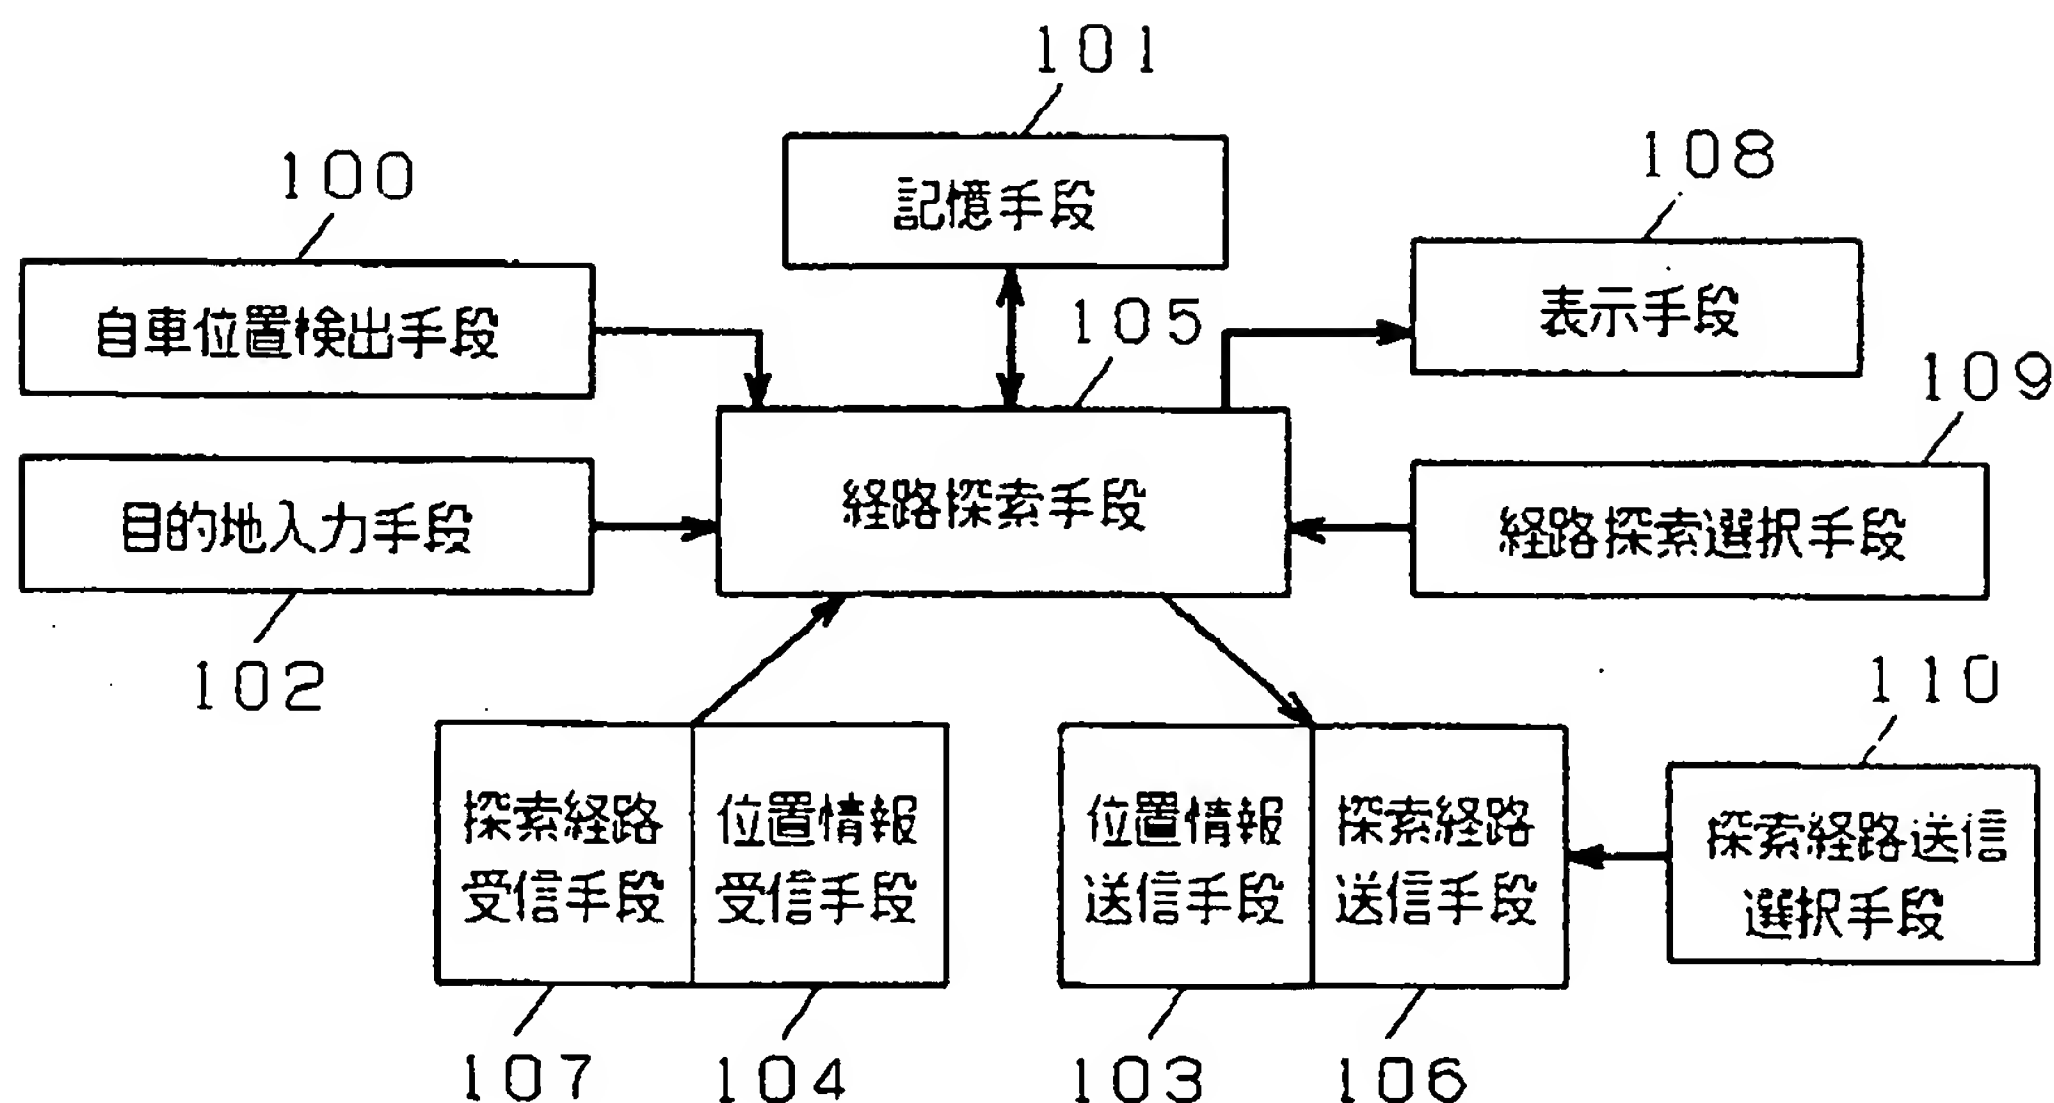 101
記憶手段
100
自車位置検出手段
108
表示手段
105
経路探索手段
109
経路探索選択手段
目的地入力手段
102
探索経路
受信手段
107
位置情報
受信手段
104
位置情報
送信手段
103
探索経路
送信手段
106
110
探索経路送信
選択手段